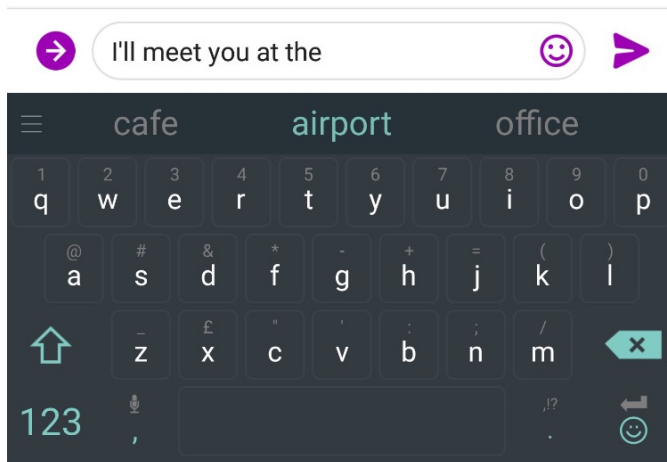 I'll meet you at the
cafe airport office
1 2 3 4 5 6 7 8 9 0
q w e r t y u i o p
@ # & * - + = ( )
a s d f g h j k l
_ £ " ' : ; /
z x c v b n m
123 , ,!? .